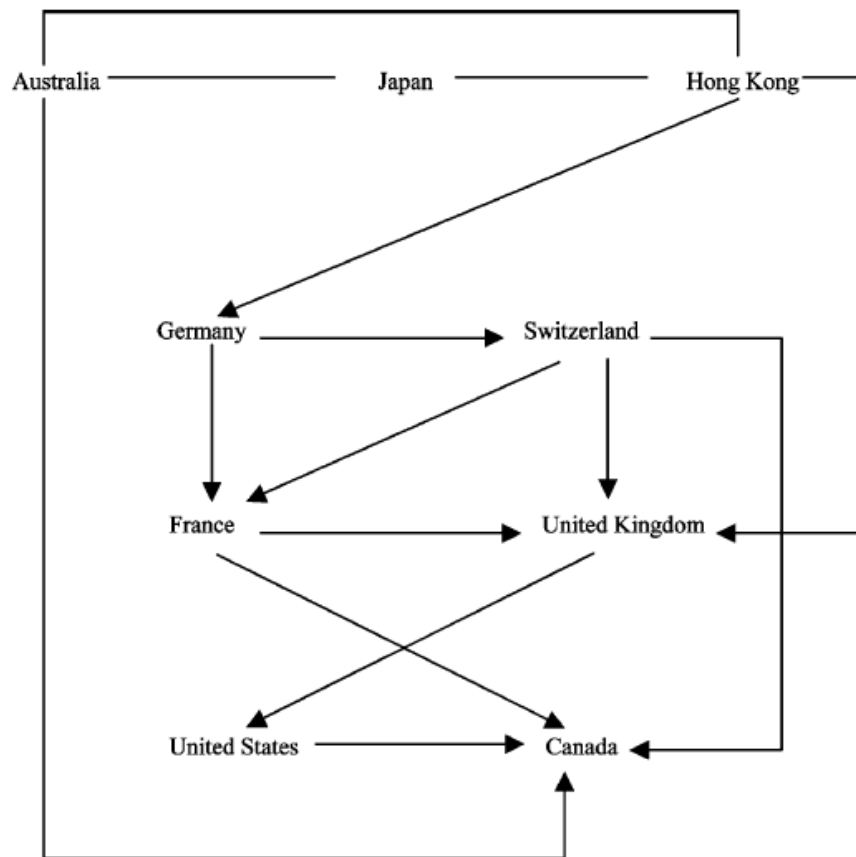 Australia Japan Hong Kong
Germany Switzerland
France United Kingdom
United States Canada